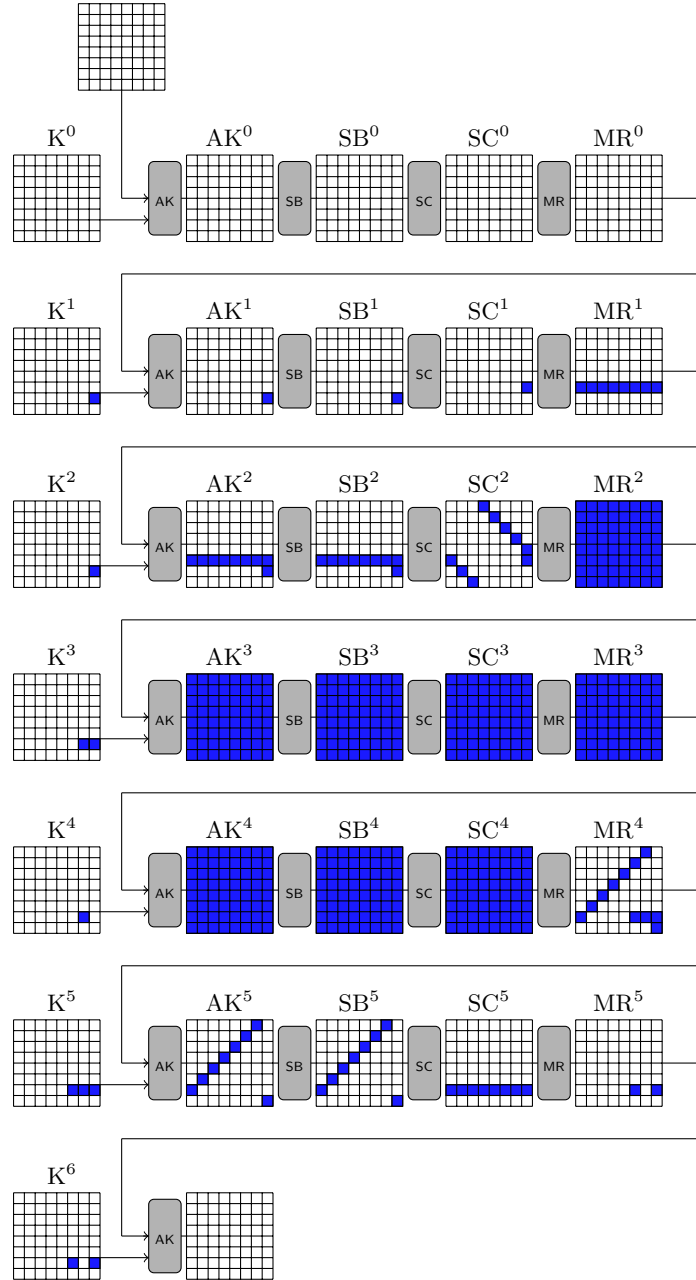 K⁰ AK⁰ SB⁰ SC⁰ MR⁰
AK SB SC MR
K¹ AK¹ SB¹ SC¹ MR¹
AK SB SC MR
K² AK² SB² SC² MR²
AK SB SC MR
K³ AK³ SB³ SC³ MR³
AK SB SC MR
K⁴ AK⁴ SB⁴ SC⁴ MR⁴
AK SB SC MR
K⁵ AK⁵ SB⁵ SC⁵ MR⁵
AK SB SC MR
K⁶
AK